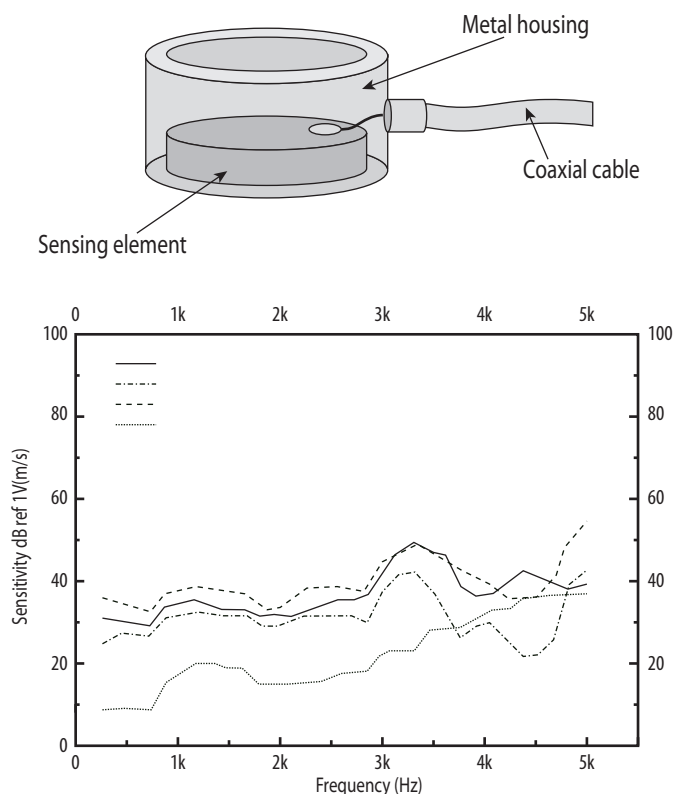 Metal housing
Coaxial cable
Sensing element
0 1k 2k 3k 4k 5k
100 100
80 80
60 60
40 40
20 20
0
0 1k 2k 3k 4k 5k
Sensitivity dB ref 1V(m/s)
Frequency (Hz)